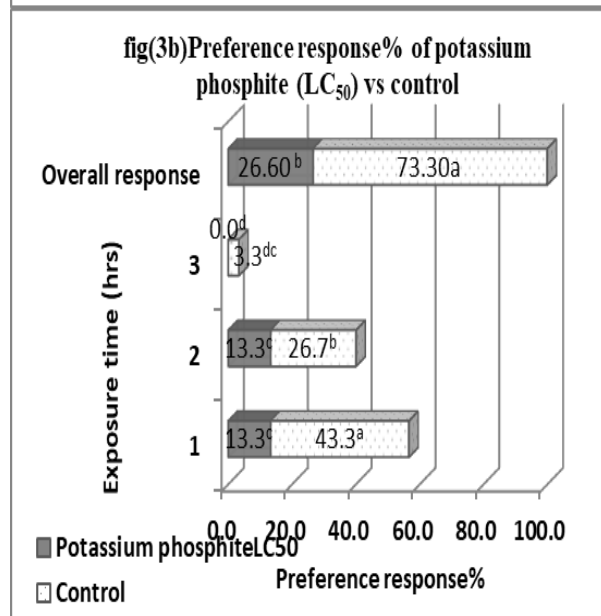 fig(3b)Preference response% of potassium
phosphite (LC₅₀) vs control
Overall response
26.60ᵇ
73.30a
0.0ᵈ
3
3.3ᵈᶜ
2
13.3ᶜ
26.7ᵇ
1
13.3ᶜ
43.3ᵃ
Exposure time (hrs)
0.0 20.0 40.0 60.0 80.0 100.0
Potassium phosphiteLC50
Control
Preference response%